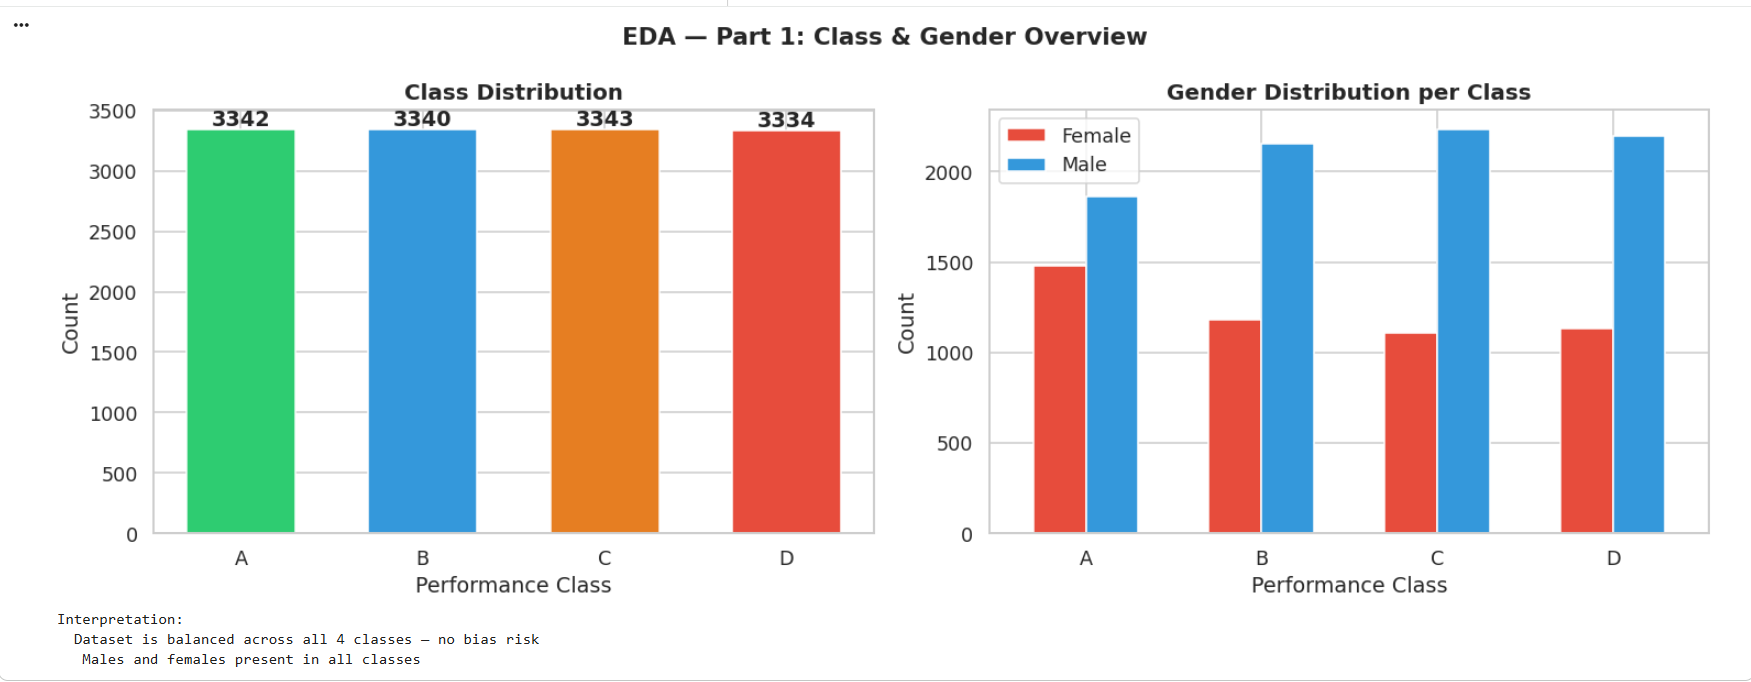 ...
EDA — Part 1: Class & Gender Overview
Class Distribution
3500
3000
2500
2000
1500
1000
500
0
Count
3342
3340
3343
3334
A
B
C
D
Performance Class
Gender Distribution per Class
Female
Male
2000
1500
1000
500
0
Count
A
B
C
D
Performance Class
Interpretation:
Dataset is balanced across all 4 classes — no bias risk
Males and females present in all classes